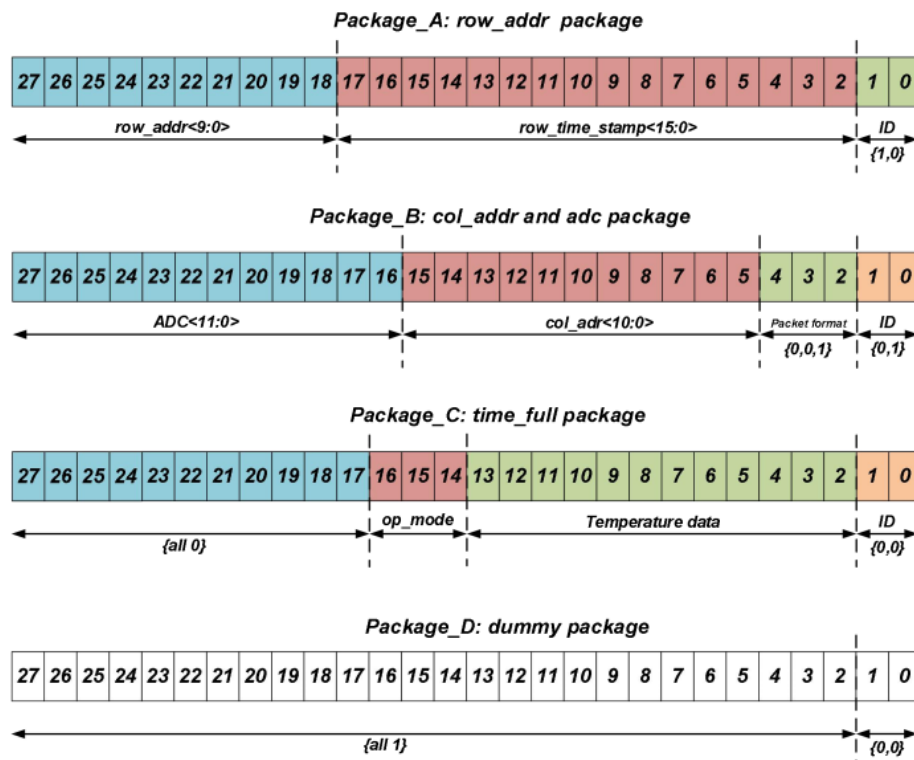 Package_A: row_addr package
27 26 25 24 23 22 21 20 19 18 17 16 15 14 13 12 11 10 9 8 7 6 5 4 3 2 1 0
row_addr<9:0> row_time_stamp<15:0> ID
{1,0}
Package_B: col_addr and adc package
27 26 25 24 23 22 21 20 19 18 17 16 15 14 13 12 11 10 9 8 7 6 5 4 3 2 1 0
ADC<11:0> col_adr<10:0> Packet format ID
{0,0,1} {0,1}
Package_C: time_full package
27 26 25 24 23 22 21 20 19 18 17 16 15 14 13 12 11 10 9 8 7 6 5 4 3 2 1 0
op_mode Temperature data ID
{all 0} {0,0}
Package_D: dummy package
27 26 25 24 23 22 21 20 19 18 17 16 15 14 13 12 11 10 9 8 7 6 5 4 3 2 1 0
{all 1} {0,0}